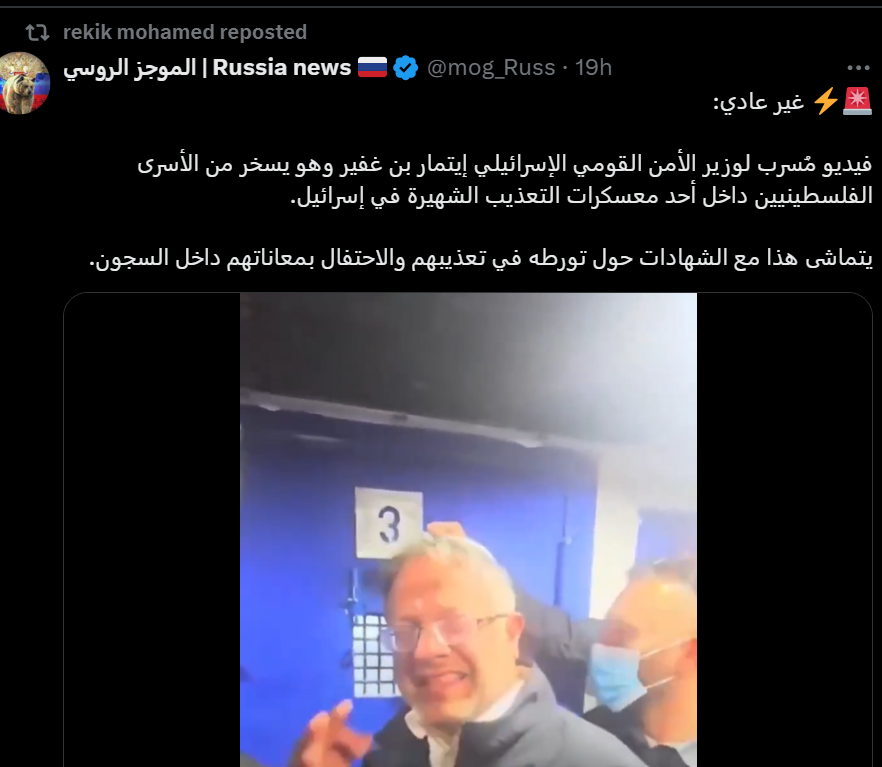 rekik mohamed reposted
الموجز الروسي | Russia news 🇷🇺 @mog_Russ · 19h
🚨⚡ غير عادي:
فيديو مُسرب لوزير الأمن القومي الإسرائيلي إيتمار بن غفير وهو يسخر من الأسرى
الفلسطينيين داخل أحد معسكرات التعذيب الشهيرة في إسرائيل.
يتماشى هذا مع الشهادات حول تورطه في تعذيبهم والاحتفال بمعاناتهم داخل السجون.
3